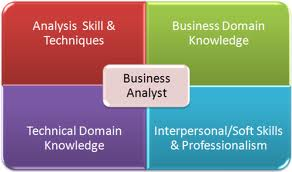 Analysis Skill &
Techniques
Business Domain
Knowledge
Business
Analyst
Technical Domain
Knowledge
Interpersonal/Soft Skills
& Professionalism